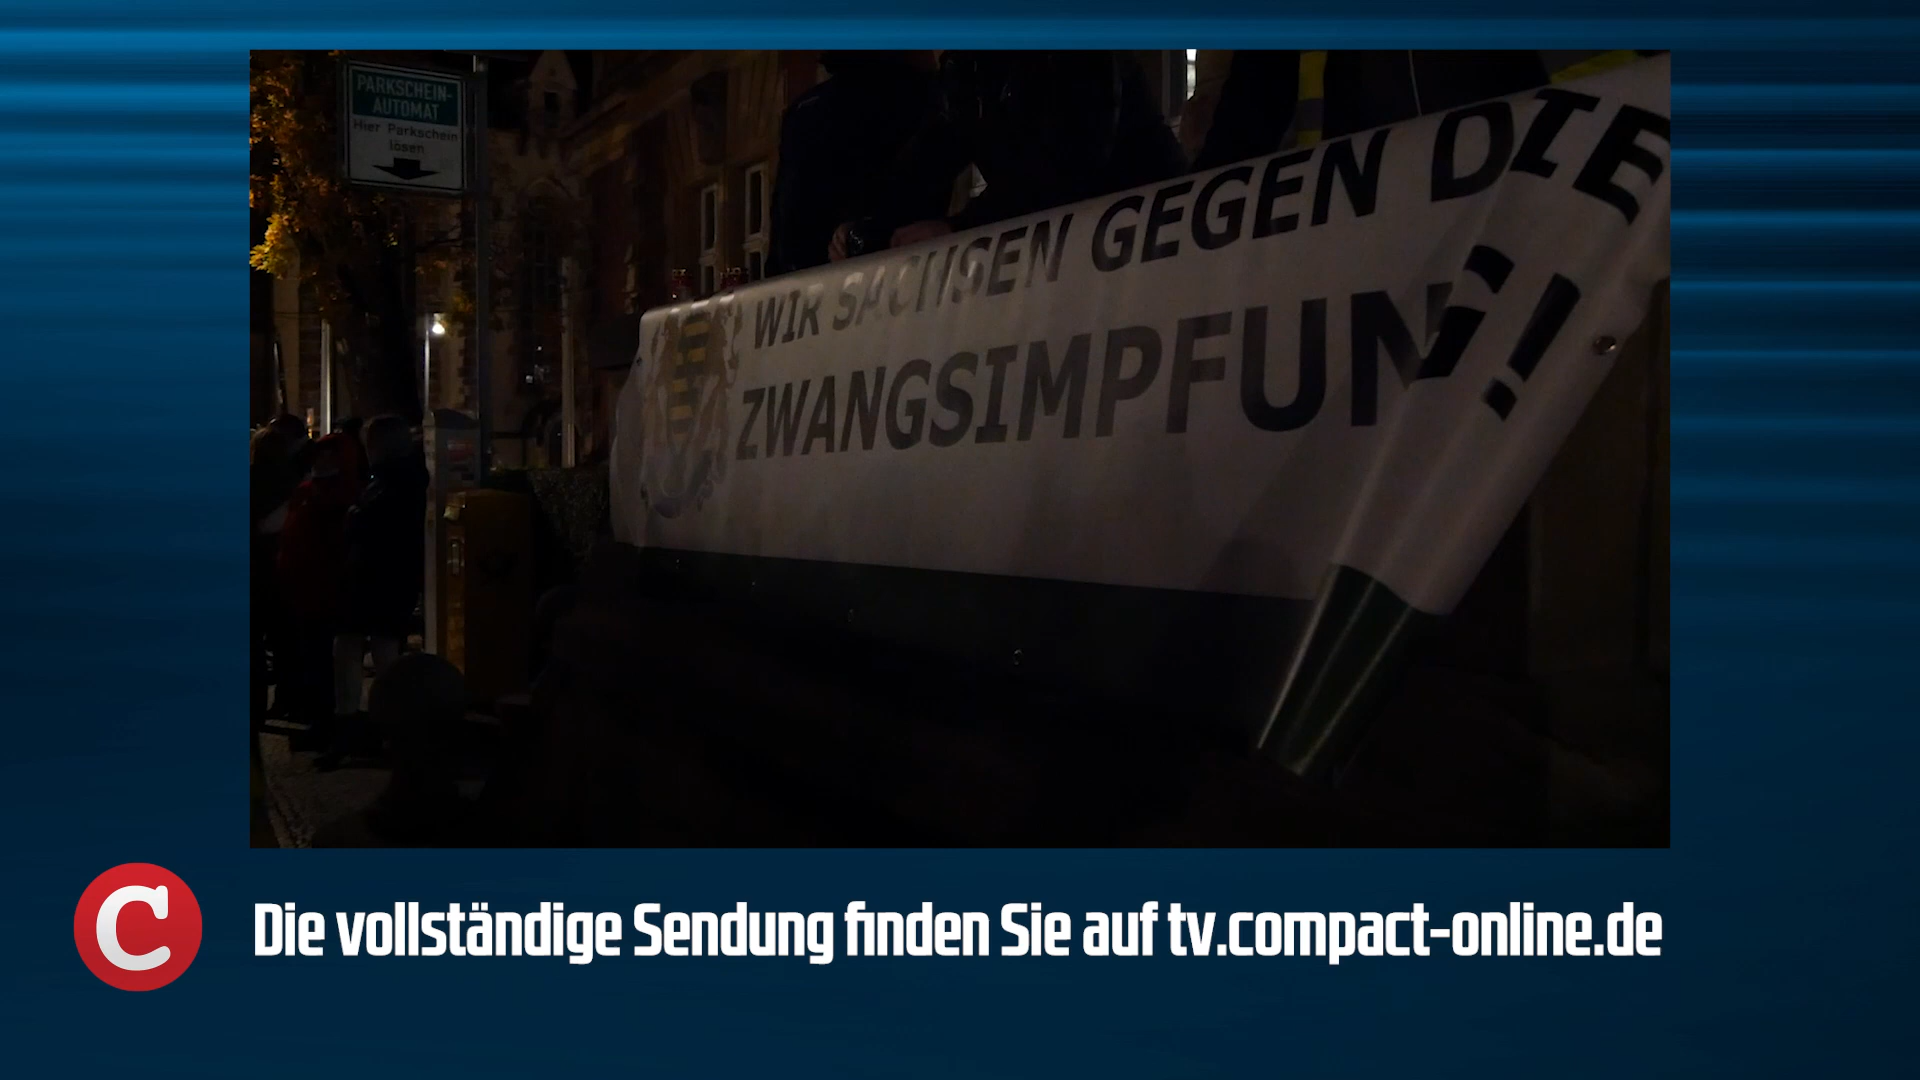 PARKSCHEIN-
AUTOMAT
Hier Parkschein
lösen
WIR SACHSEN GEGEN DIE
ZWANGSIMPFUNG!
C
Die vollständige Sendung finden Sie auf tv.compact-online.de